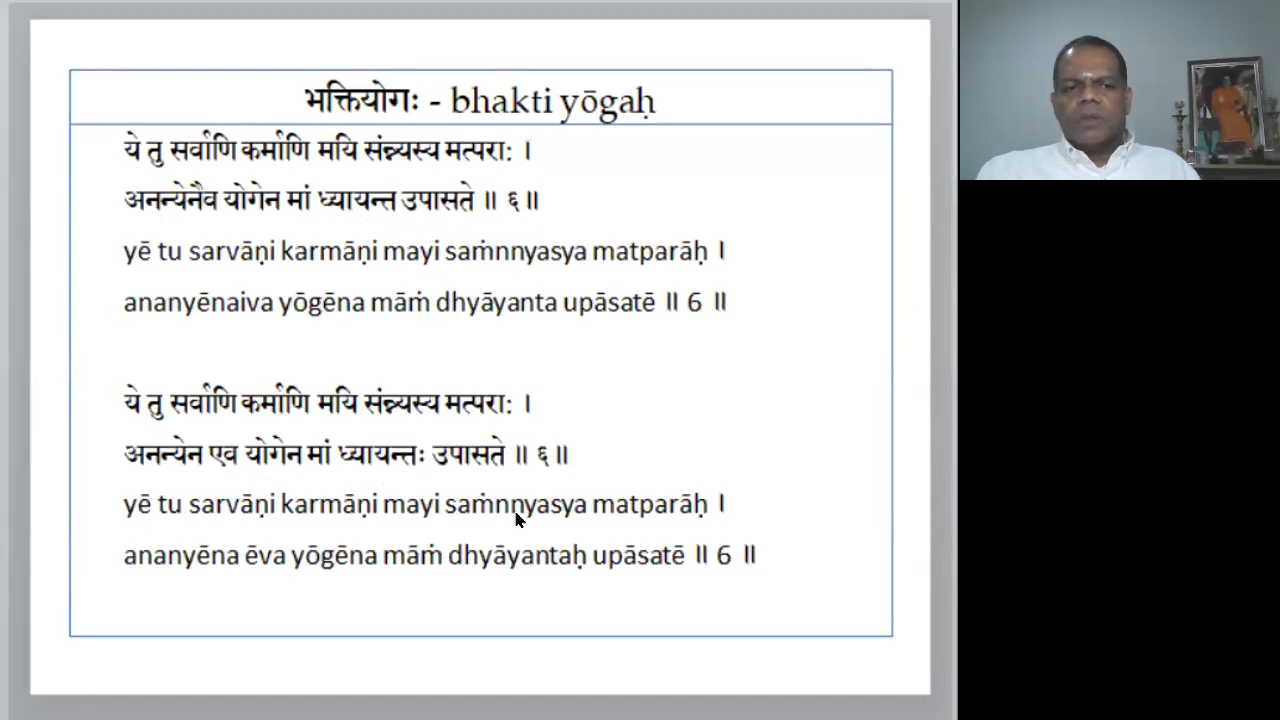 भक्तियोगः - bhakti yōgaḥ
ये तु सर्वाणि कर्माणि मयि संन्न्यस्य मत्पराः ।
अनन्येनैव योगेन मां ध्यायन्त उपासते ॥ ६॥
yē tu sarvāṇi karmāṇi mayi saṁnnyasya matparāḥ ।
ananyēnaiva yōgēna māṁ dhyāyanta upāsatē ॥ 6 ॥
ये तु सर्वाणि कर्माणि मयि संन्न्यस्य मत्पराः ।
अनन्येन एव योगेन मां ध्यायन्तः उपासते ॥ ६॥
yē tu sarvāṇi karmāṇi mayi saṁnnyasya matparāḥ ।
ananyēna ēva yōgēna māṁ dhyāyantaḥ upāsatē ॥ 6 ॥